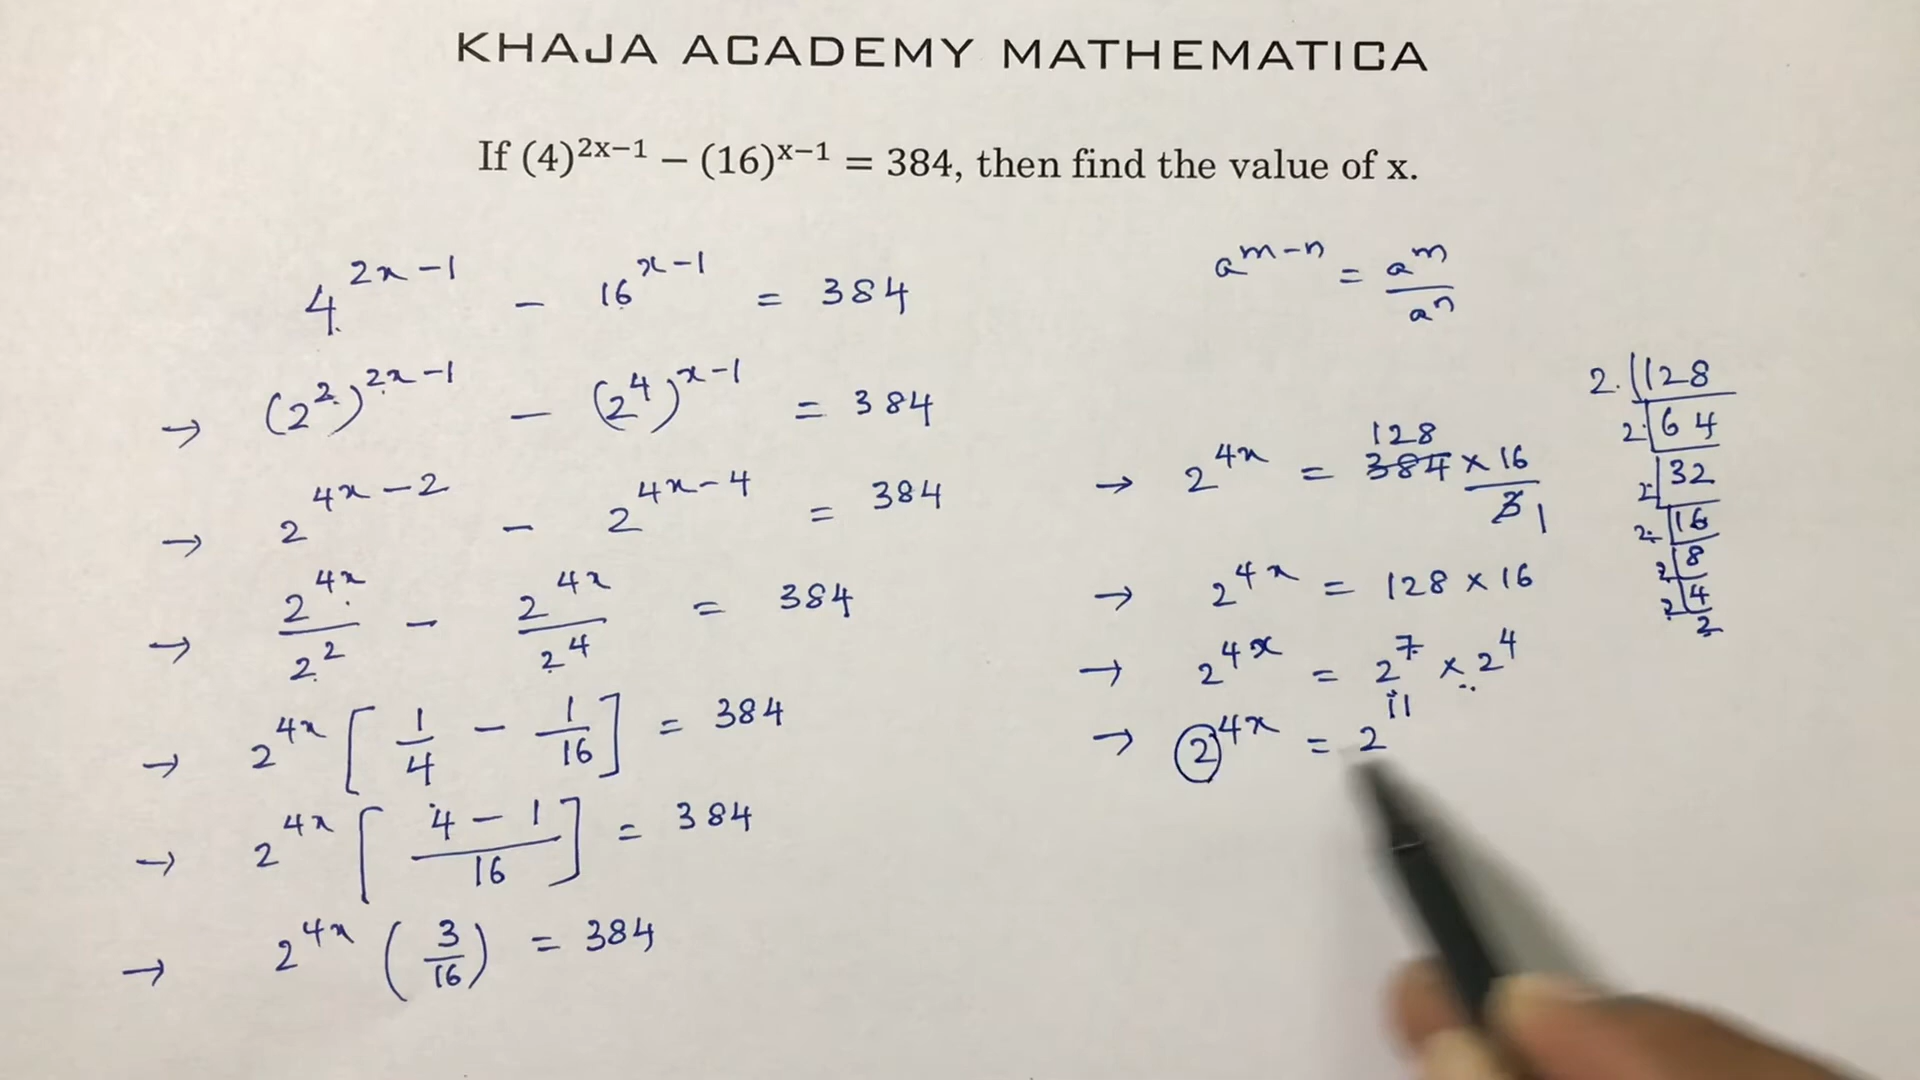 KHAJA ACADEMY MATHEMATICA
If (4)^{2x−1} − (16)^{x−1} = 384, then find the value of x.
4^{2x−1} − 16^{x−1} = 384
→ (2^2)^{2x−1} − (2^4)^{x−1} = 384
→ 2^{4x−2} − 2^{4x−4} = 384
→ 2^{4x}/2^2 − 2^{4x}/2^4 = 384
→ 2^{4x} [1/4 − 1/16] = 384
→ 2^{4x} [(4 − 1)/16] = 384
→ 2^{4x} (3/16) = 384
a^{m−n} = a^m/a^n
128
→ 2^{4x} = 384 × 16/3 1
→ 2^{4x} = 128 × 16
→ 2^{4x} = 2^7 × 2^4
→ 2^{4x} = 2^{11}
2 128
2 64
2 32
2 16
2 8
2 4
2